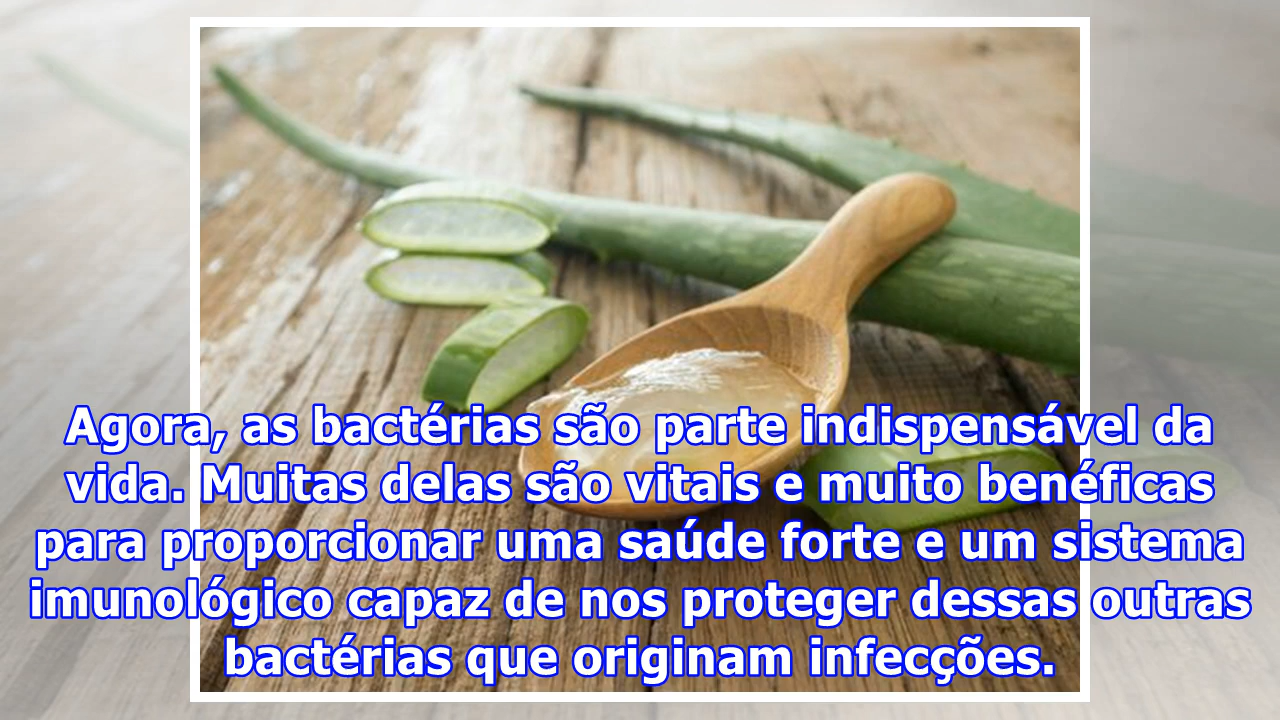 Agora, as bactérias são parte indispensável da
vida. Muitas delas são vitais e muito benéficas
para proporcionar uma saúde forte e um sistema
imunológico capaz de nos proteger dessas outras
bactérias que originam infecções.